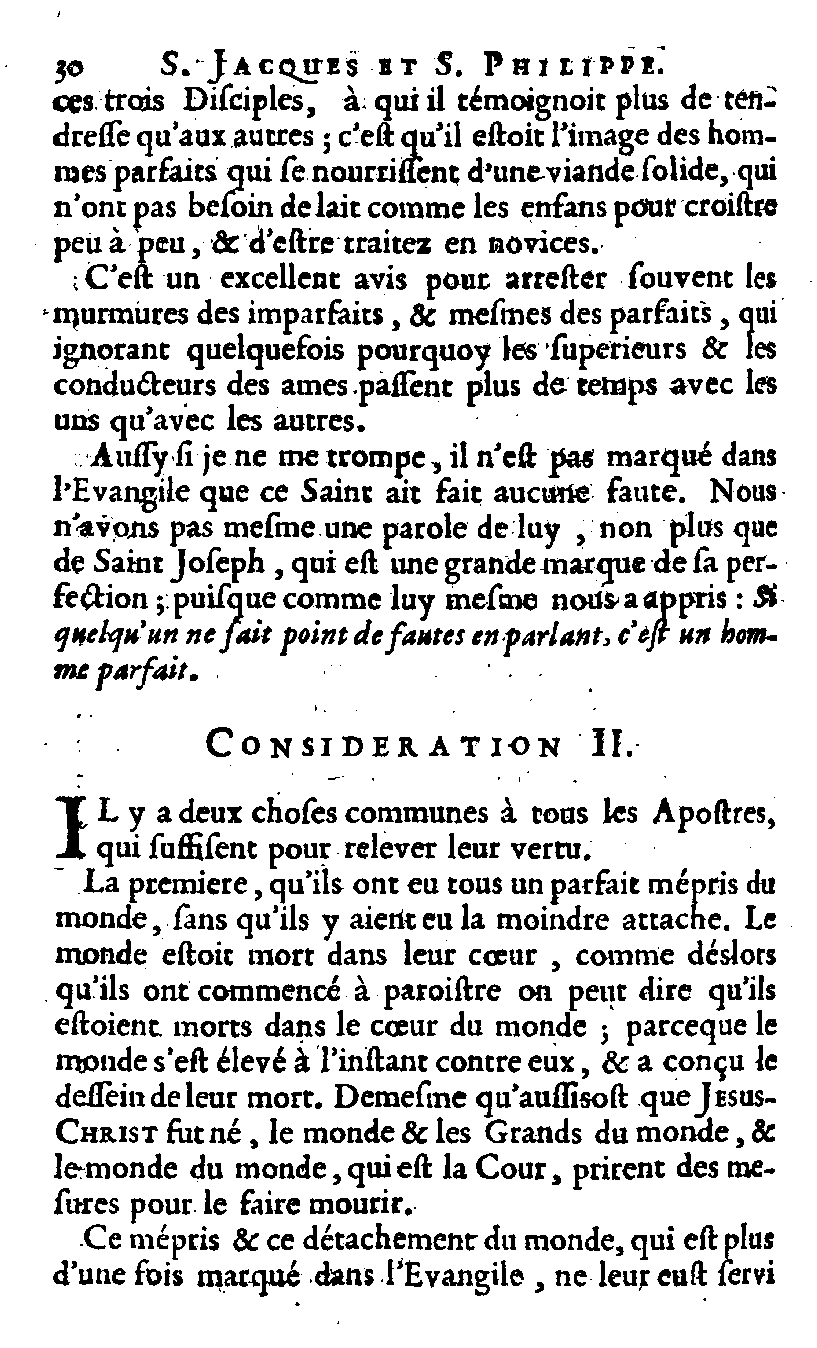 30 S. JACQUES ET S. PHILIPPE.
ces trois Diſciples, à qui il témoignoit plus de ten-
dreſſe qu'aux autres ; c'eſt qu'il eſtoit l'image des hom-
mes parfaits qui ſe nourriſſent d'une viande ſolide, qui
n'ont pas beſoin de lait comme les enfans pour croiſtre
peu à peu, & d'eſtre traitez en novices.
C'eſt un excellent avis pour arreſter ſouvent les
murmures des imparfaits, & meſmes des parfaits, qui
ignorant quelquefois pourquoy les ſuperieurs & les
conducteurs des ames paſſent plus de temps avec les
uns qu'avec les autres.
Auſſy ſi je ne me trompe, il n'eſt pas marqué dans
l'Evangile que ce Saint ait fait aucune faute. Nous
n'avons pas meſme une parole de luy, non plus que
de Saint Joſeph, qui eſt une grande marque de ſa per-
fection ; puiſque comme luy meſme nous a appris : Si
quelqu'un ne fait point de fautes en parlant, c'eſt un hom-
me parfait.
CONSIDERATION II.
IL y a deux choſes communes à tous les Apoſtres,
qui ſuffiſent pour relever leur vertu.
La premiere, qu'ils ont eu tous un parfait mépris du
monde, ſans qu'ils y aient eu la moindre attache. Le
monde eſtoit mort dans leur cœur, comme déslors
qu'ils ont commencé à paroiſtre on peut dire qu'ils
eſtoient morts dans le cœur du monde ; parceque le
monde s'eſt élevé à l'inſtant contre eux, & a conçu le
deſſein de leur mort. Demeſme qu'auſſisoſt que JESUS-
CHRIST fut né, le monde & les Grands du monde, &
le monde du monde, qui eſt la Cour, prirent des me-
ſures pour le faire mourir.
Ce mépris & ce détachement du monde, qui eſt plus
d'une fois marqué dans l'Evangile, ne leur euſt ſervi